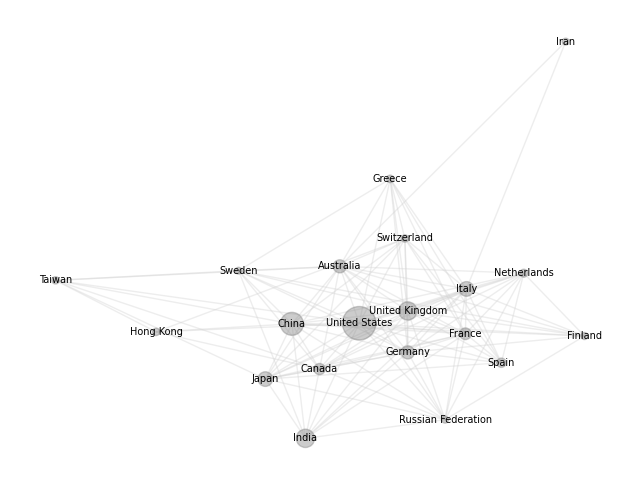 Iran
Greece
Switzerland
Australia
Sweden
Netherlands
Taiwan
Italy
United Kingdom
United States
China
Hong Kong
France
Finland
Germany
Spain
Canada
Japan
Russian Federation
India